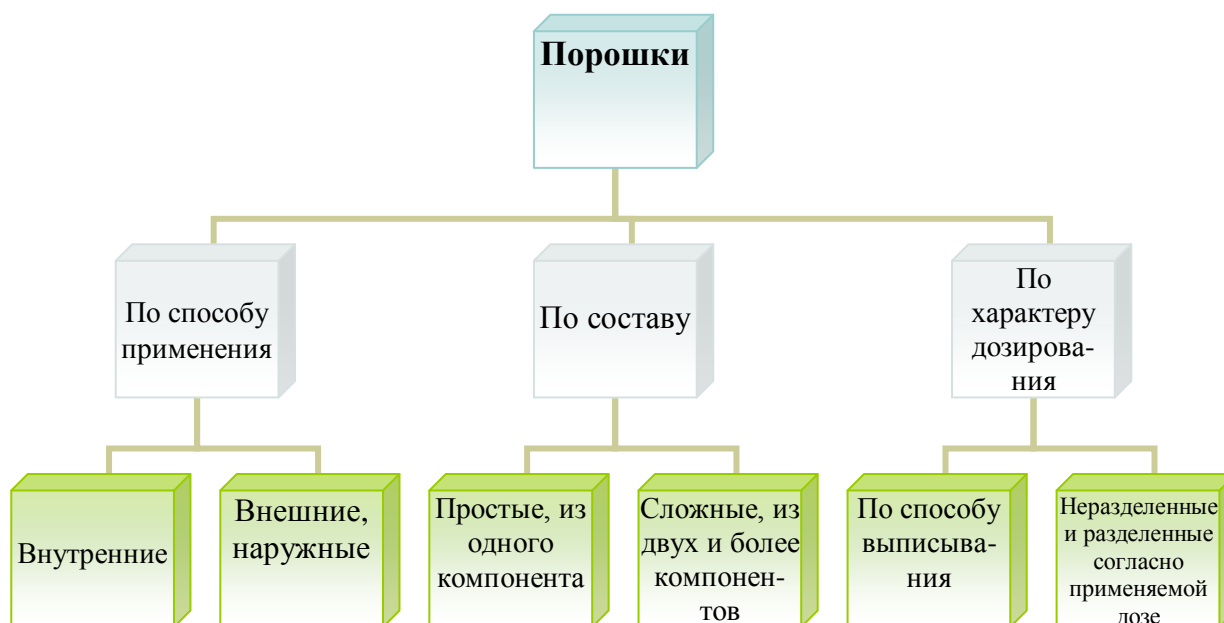 Порошки
По способу
применения
По составу
По
характеру
дозирова-
ния
Внутренние
Внешние,
наружные
Простые, из
одного
компонента
Сложные, из
двух и более
компонен-
тов
По способу
выписыва-
ния
Неразделенные
и разделенные
согласно
применяемой
дозе